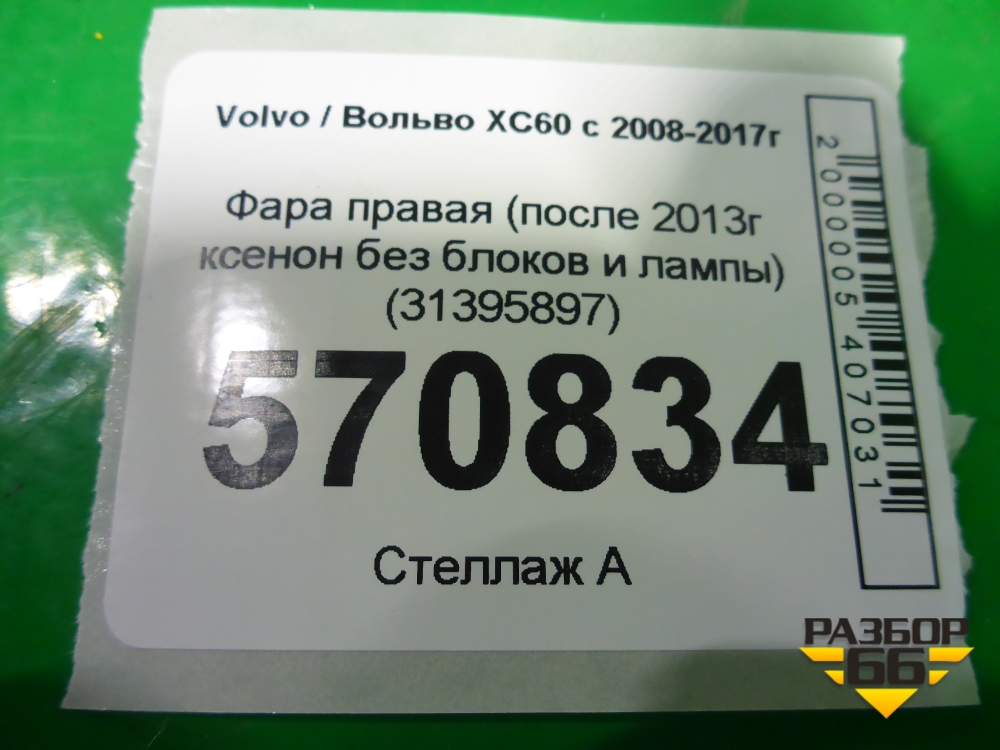 Volvo / Вольво XC60 с 2008-2017г
Фара правая (после 2013г
ксенон без блоков и лампы)
(31395897)
570834
Стеллаж А
2000005407031
РАЗБОР
66